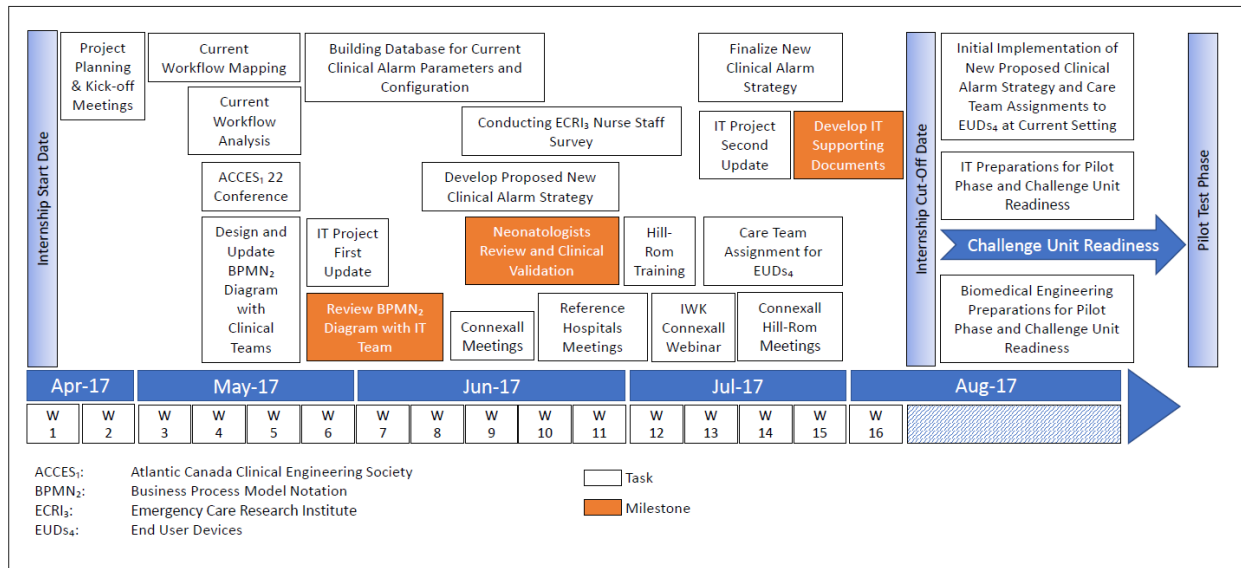 Internship Start Date
Project
Planning
& Kick-off
Meetings
Current
Workflow Mapping
Current
Workflow
Analysis
ACCES₁ 22
Conference
Design and
Update
BPMN₂
Diagram
with
Clinical
Teams
Building Database for Current
Clinical Alarm Parameters and
Configuration
Conducting ECRI₃ Nurse Staff
Survey
Develop Proposed New
Clinical Alarm Strategy
IT Project
First
Update
Neonatologists
Review and Clinical
Validation
Review BPMN₂
Diagram with IT
Team
Connexall
Meetings
Reference
Hospitals
Meetings
Hill-
Rom
Training
IWK
Connexall
Webinar
Finalize New
Clinical Alarm
Strategy
IT Project
Second
Update
Develop IT
Supporting
Documents
Care Team
Assignment for
EUDs₄
Connexall
Hill-Rom
Meetings
Internship Cut-Off Date
Initial Implementation of
New Proposed Clinical
Alarm Strategy and Care
Team Assignments to
EUDs₄ at Current Setting
IT Preparations for Pilot
Phase and Challenge Unit
Readiness
Challenge Unit Readiness
Biomedical Engineering
Preparations for Pilot
Phase and Challenge Unit
Readiness
Pilot Test Phase
Apr-17 May-17 Jun-17 Jul-17 Aug-17
W W W W W W W W W W W W W W W W
1 2 3 4 5 6 7 8 9 10 11 12 13 14 15 16
ACCES₁: Atlantic Canada Clinical Engineering Society
BPMN₂: Business Process Model Notation
ECRI₃: Emergency Care Research Institute
EUDs₄: End User Devices
Task
Milestone